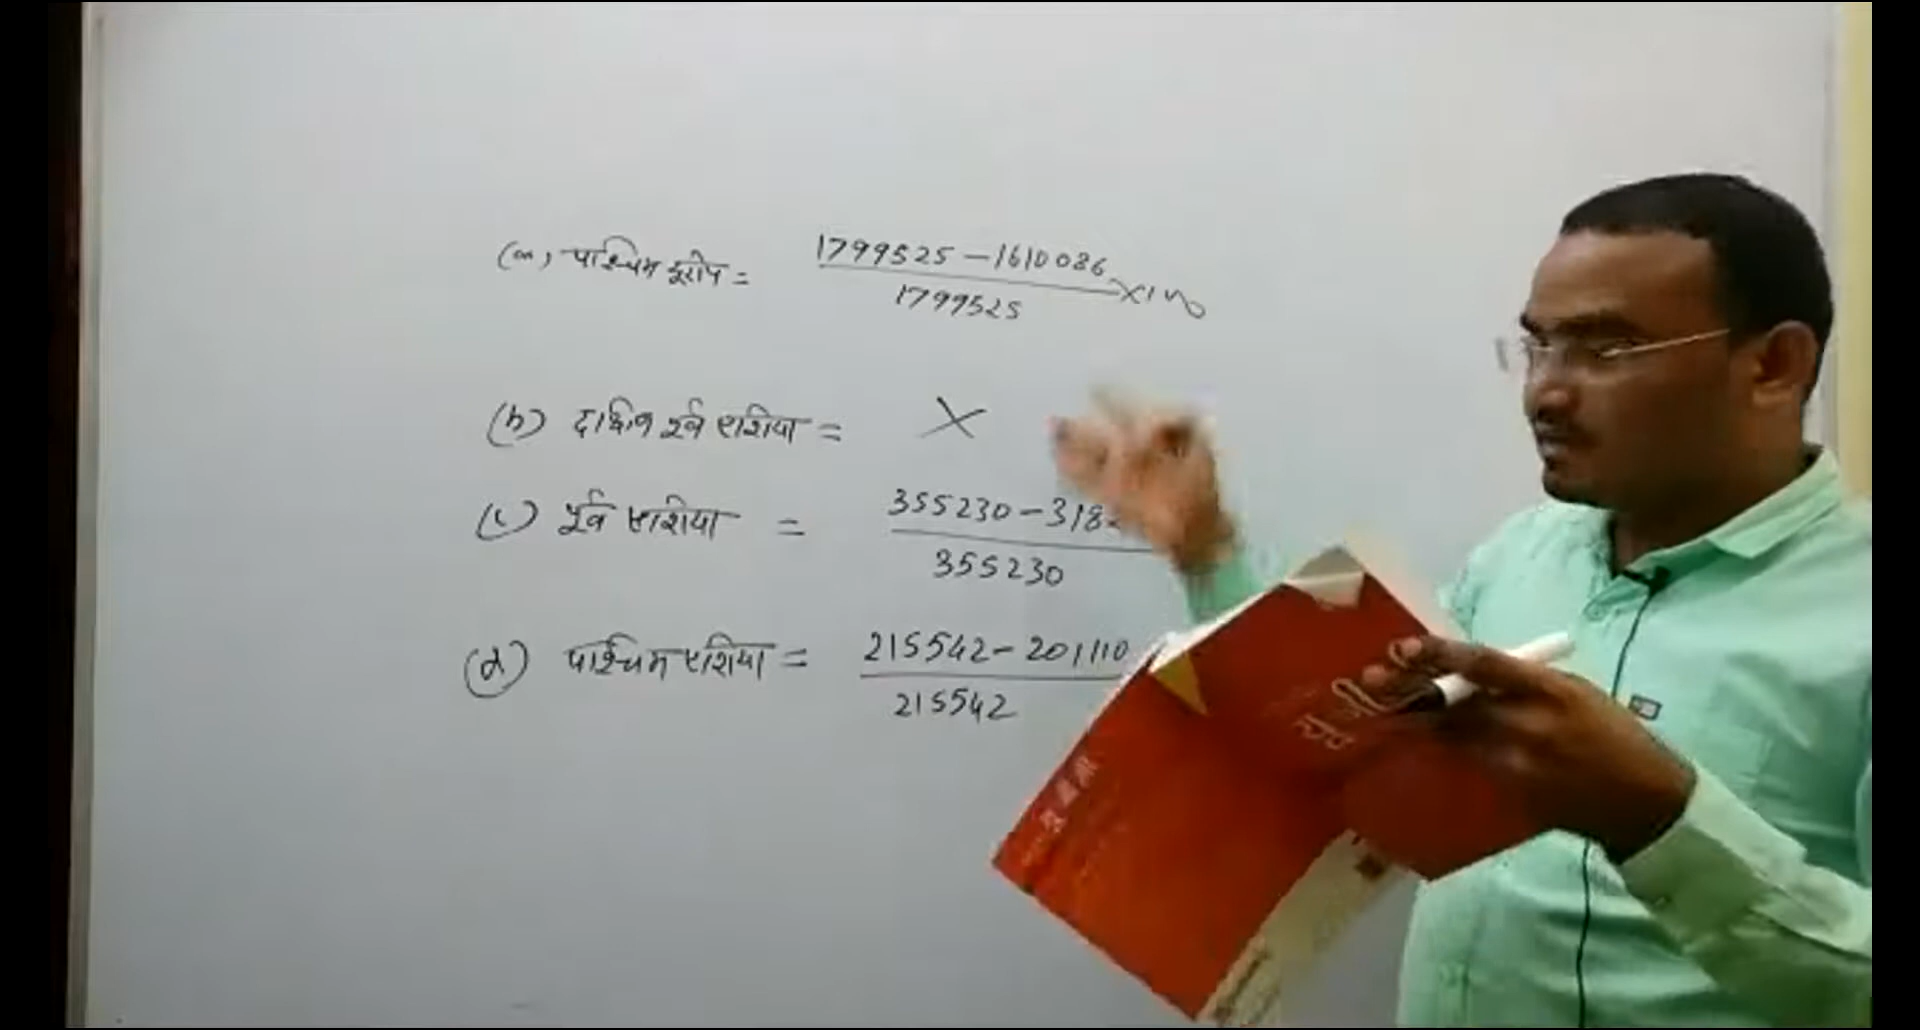 (a) पश्चिम यूरोप = 1799525 - 1610086 / 1799525 × 100
(b) दक्षिण पूर्व एशिया = ×
(c) पूर्व एशिया = 355230 - 318 / 355230
(d) पश्चिम एशिया = 215542 - 201110 / 215542